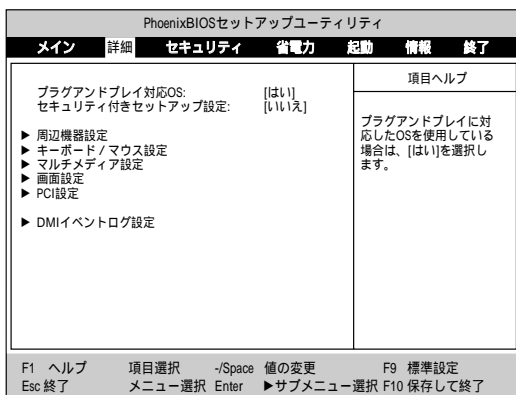 PhoenixBIOSセットアップユーティリティ
メイン 詳細 セキュリティ 省電力 起動 情報 終了
項目ヘルプ
プラグアンドプレイ対応OS: [はい]
セキュリティ付きセットアップ設定: [いいえ]
▶ 周辺機器設定
▶ キーボード / マウス設定
▶ マルチメディア設定
▶ 画面設定
▶ PCI設定
▶ DMIイベントログ設定
プラグアンドプレイに対
応したOSを使用している
場合は、[はい]を選択し
ます。
F1 ヘルプ 項目選択 -/Space 値の変更 F9 標準設定
Esc 終了 メニュー選択 Enter ▶サブメニュー選択 F10 保存して終了